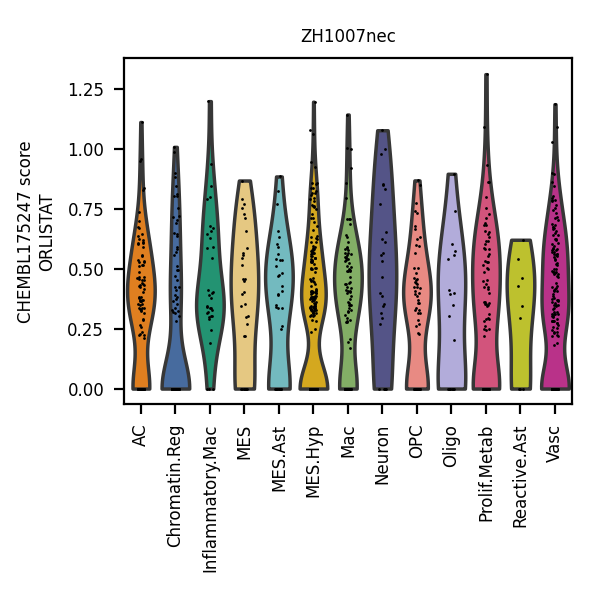 ZH1007nec
CHEMBL175247 score
ORLISTAT
1.25
1.00
0.75
0.50
0.25
0.00
AC
Chromatin.Reg
Inflammatory.Mac
MES
MES.Ast
MES.Hyp
Mac
Neuron
OPC
Oligo
Prolif.Metab
Reactive.Ast
Vasc